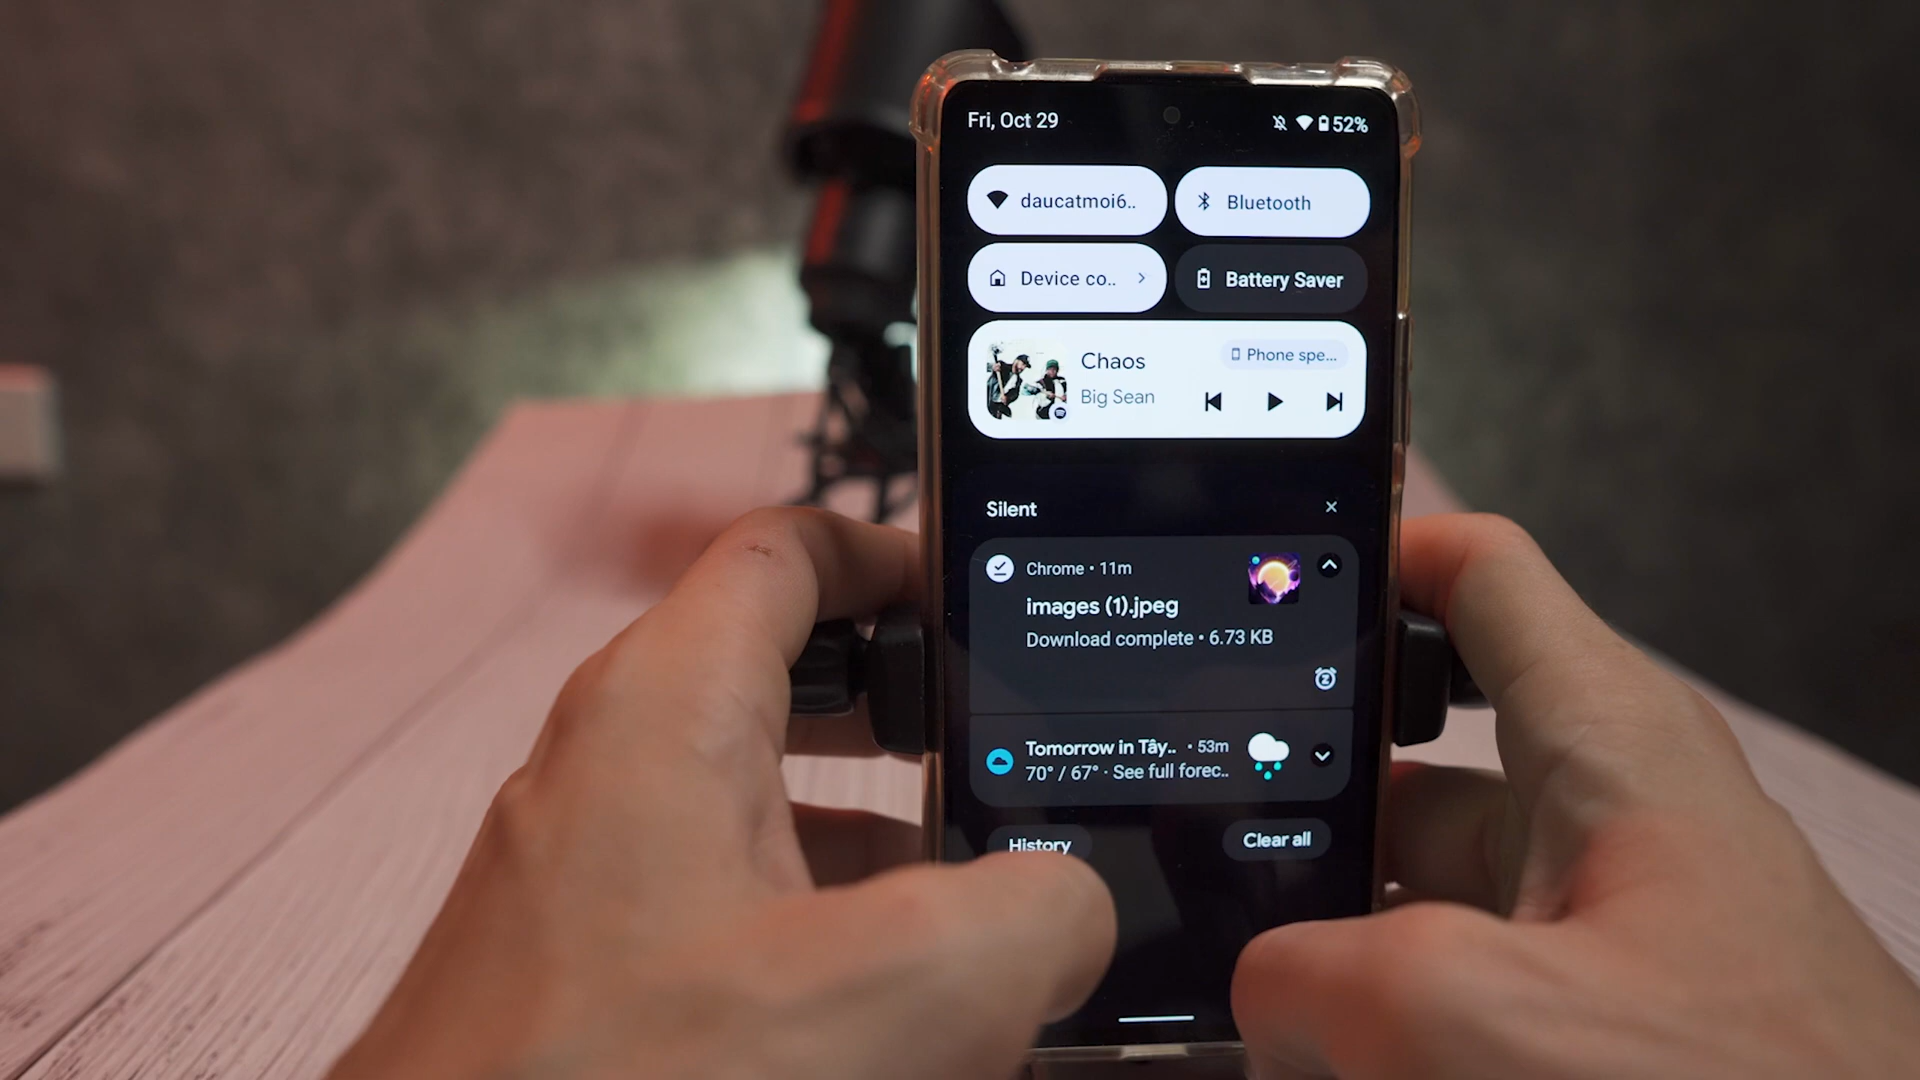 Fri, Oct 29
52%
daucatmoi6..
Bluetooth
Device co..
Battery Saver
Chaos
Phone spe...
Big Sean
Silent
Chrome • 11m
images (1).jpeg
Download complete • 6.73 KB
Tomorrow in Tây.. • 53m
70° / 67° · See full forec..
History
Clear all